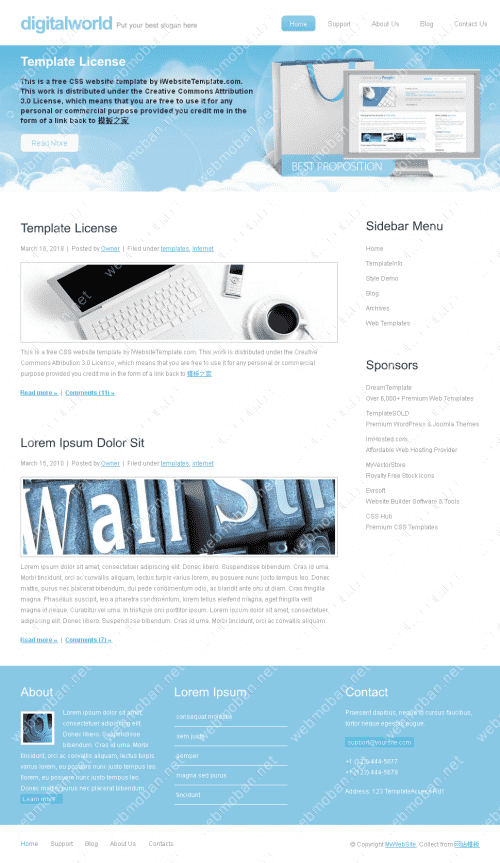 digitalworld Put your best slogan here
Home Support About Us Blog Contact Us
Template License
This is a free CSS website template by iWebsiteTemplate.com.
This work is distributed under the Creative Commons Attribution
3.0 License, which means that you are free to use it for any
personal or commercial purpose provided you credit me in the
form of a link back to 模板之家
Read More
BEST PROPOSITION
Template License
March 16, 2010 | Posted by Owner | Filed under templates, internet
This is a free CSS website template by iWebsiteTemplate.com. This work is distributed under the Creative
Commons Attribution 3.0 License, which means that you are free to use it for any personal or commercial
purpose provided you credit me in the form of a link back to 模板之家
Read more » | Comments (11) »
Lorem Ipsum Dolor Sit
March 15, 2010 | Posted by Owner | Filed under templates, internet
Wall Str
Lorem ipsum dolor sit amet, consectetuer adipiscing elit. Donec libero. Suspendisse bibendum. Cras id urna.
Morbi tincidunt, orci ac convallis aliquam, lectus turpis varius lorem, eu posuere nunc justo tempus leo. Donec
mattis, purus nec placerat bibendum, dui pede condimentum odio, ac blandit ante orci ut diam. Cras fringilla
magna. Phasellus suscipit, leo a pharetra condimentum, lorem tellus eleifend magna, eget fringilla velit
magna id neque. Curabitur vel urna. In tristique orci porttitor ipsum. Lorem ipsum dolor sit amet, consectetuer
adipiscing elit. Donec libero. Suspendisse bibendum. Cras id urna. Morbi tincidunt, orci ac convallis aliquam.
Read more » | Comments (7) »
Sidebar Menu
Home
TemplateInfo
Style Demo
Blog
Archives
Web Templates
Sponsors
DreamTemplate
Over 6,000+ Premium Web Templates
TemplateSOLD
Premium WordPress & Joomla Themes
ImHosted.com
Affordable Web Hosting Provider
MyVectorStore
Royalty Free Stock Icons
Evrsoft
Website Builder Software & Tools
CSS Hub
Premium CSS Templates
About
Lorem ipsum dolor sit amet,
consectetuer adipiscing elit.
Donec libero. Suspendisse
bibendum. Cras id urna. Morbi
tincidunt, orci ac convallis aliquam, lectus turpis
varius lorem, eu posuere nunc justo tempus leo.
lorem, eu posuere nunc justo tempus leo.
Donec mattis, purus nec placerat bibendum.
Learn more
Lorem Ipsum
consequat molestie
sem justo
semper
magna sed purus
tincidunt
Contact
Praesent dapibus, neque id cursus faucibus,
tortor neque egestas augue.
support@yoursite.com
+1 (123) 444-5677
+1 (123) 444-5678
Address: 123 TemplateAccess Rd1
Home Support Blog About Us Contacts
© Copyright MyWebSite. Collect from 网站模板